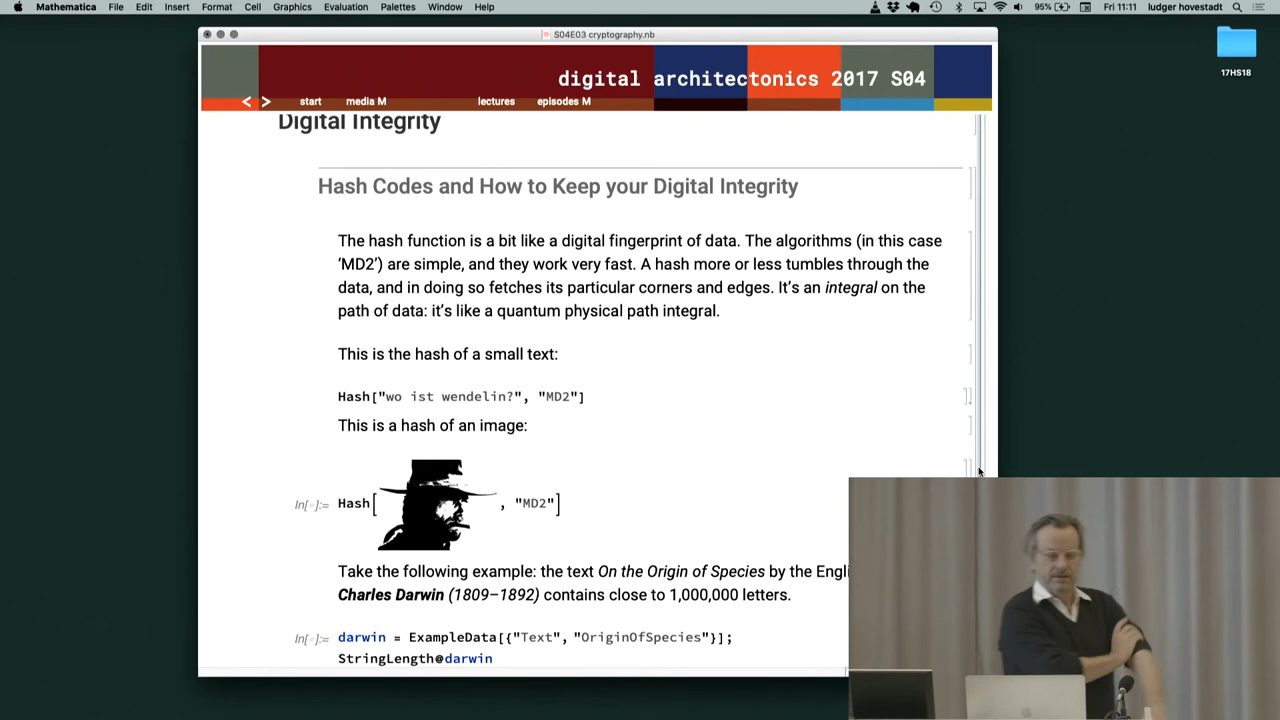 Mathematica File Edit Insert Format Cell Graphics Evaluation Palettes Window Help 95% Fri 11:11 ludger hovestadt
17HS18
S04E03 cryptography.nb
digital architectonics 2017 S04
< > start media M lectures episodes M
Digital Integrity
Hash Codes and How to Keep your Digital Integrity
The hash function is a bit like a digital fingerprint of data. The algorithms (in this case
‘MD2’) are simple, and they work very fast. A hash more or less tumbles through the
data, and in doing so fetches its particular corners and edges. It’s an integral on the
path of data: it’s like a quantum physical path integral.
This is the hash of a small text:
Hash["wo ist wendelin?", "MD2"]
This is a hash of an image:
In[ ]:= Hash[ , "MD2"]
Take the following example: the text On the Origin of Species by the Engli
Charles Darwin (1809–1892) contains close to 1,000,000 letters.
In[ ]:= darwin = ExampleData[{"Text", "OriginOfSpecies"}];
StringLength@darwin